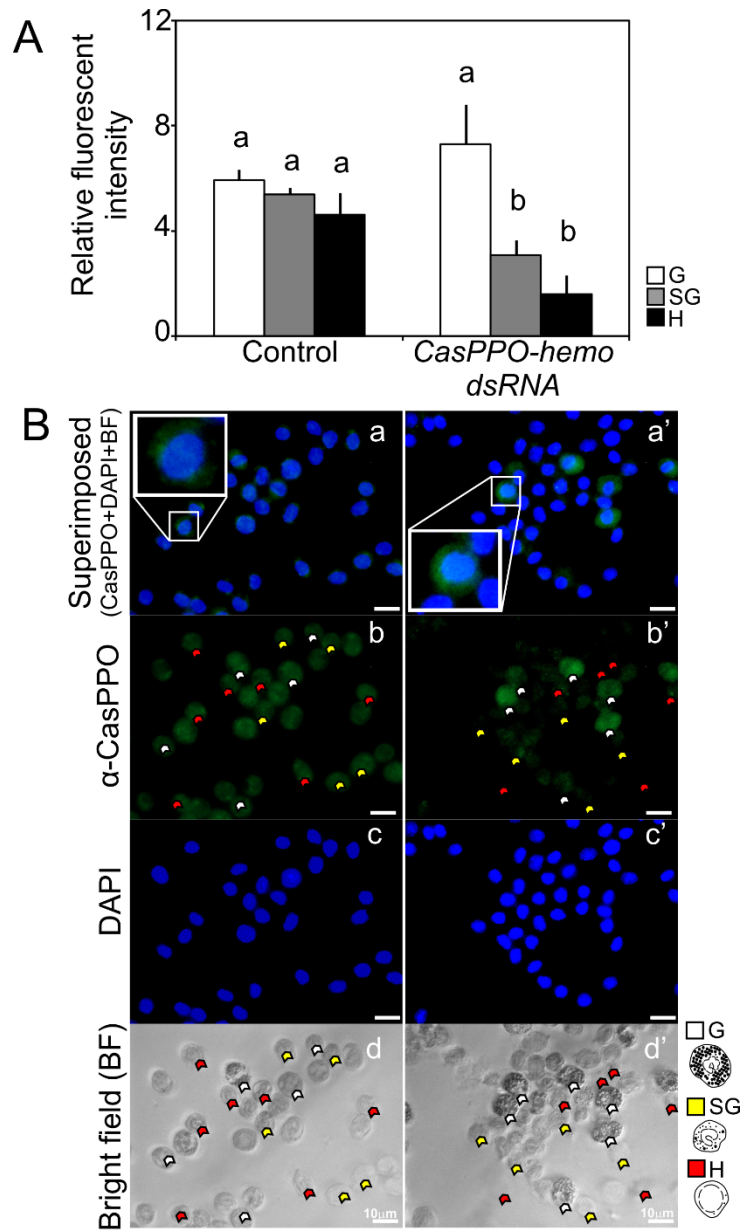 A
Relative fluorescent
intensity
12
8
4
0
a
a
a
a
b
b
Control
CasPPO-hemo
dsRNA
G
SG
H
B
Superimposed
(CasPPO+DAPI+BF)
a
a'
α-CasPPO
b
b'
DAPI
c
c'
Bright field (BF)
d
10μm
d'
10μm
G
SG
H